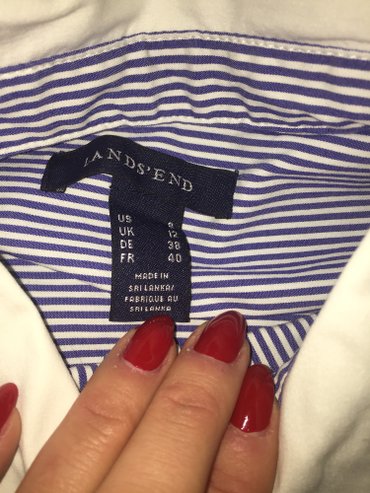 LANDS' END
US 8
UK 12
DE 38
FR 40
MADE IN
SRI LANKA/
FABRIQUE AU
SRI LANKA